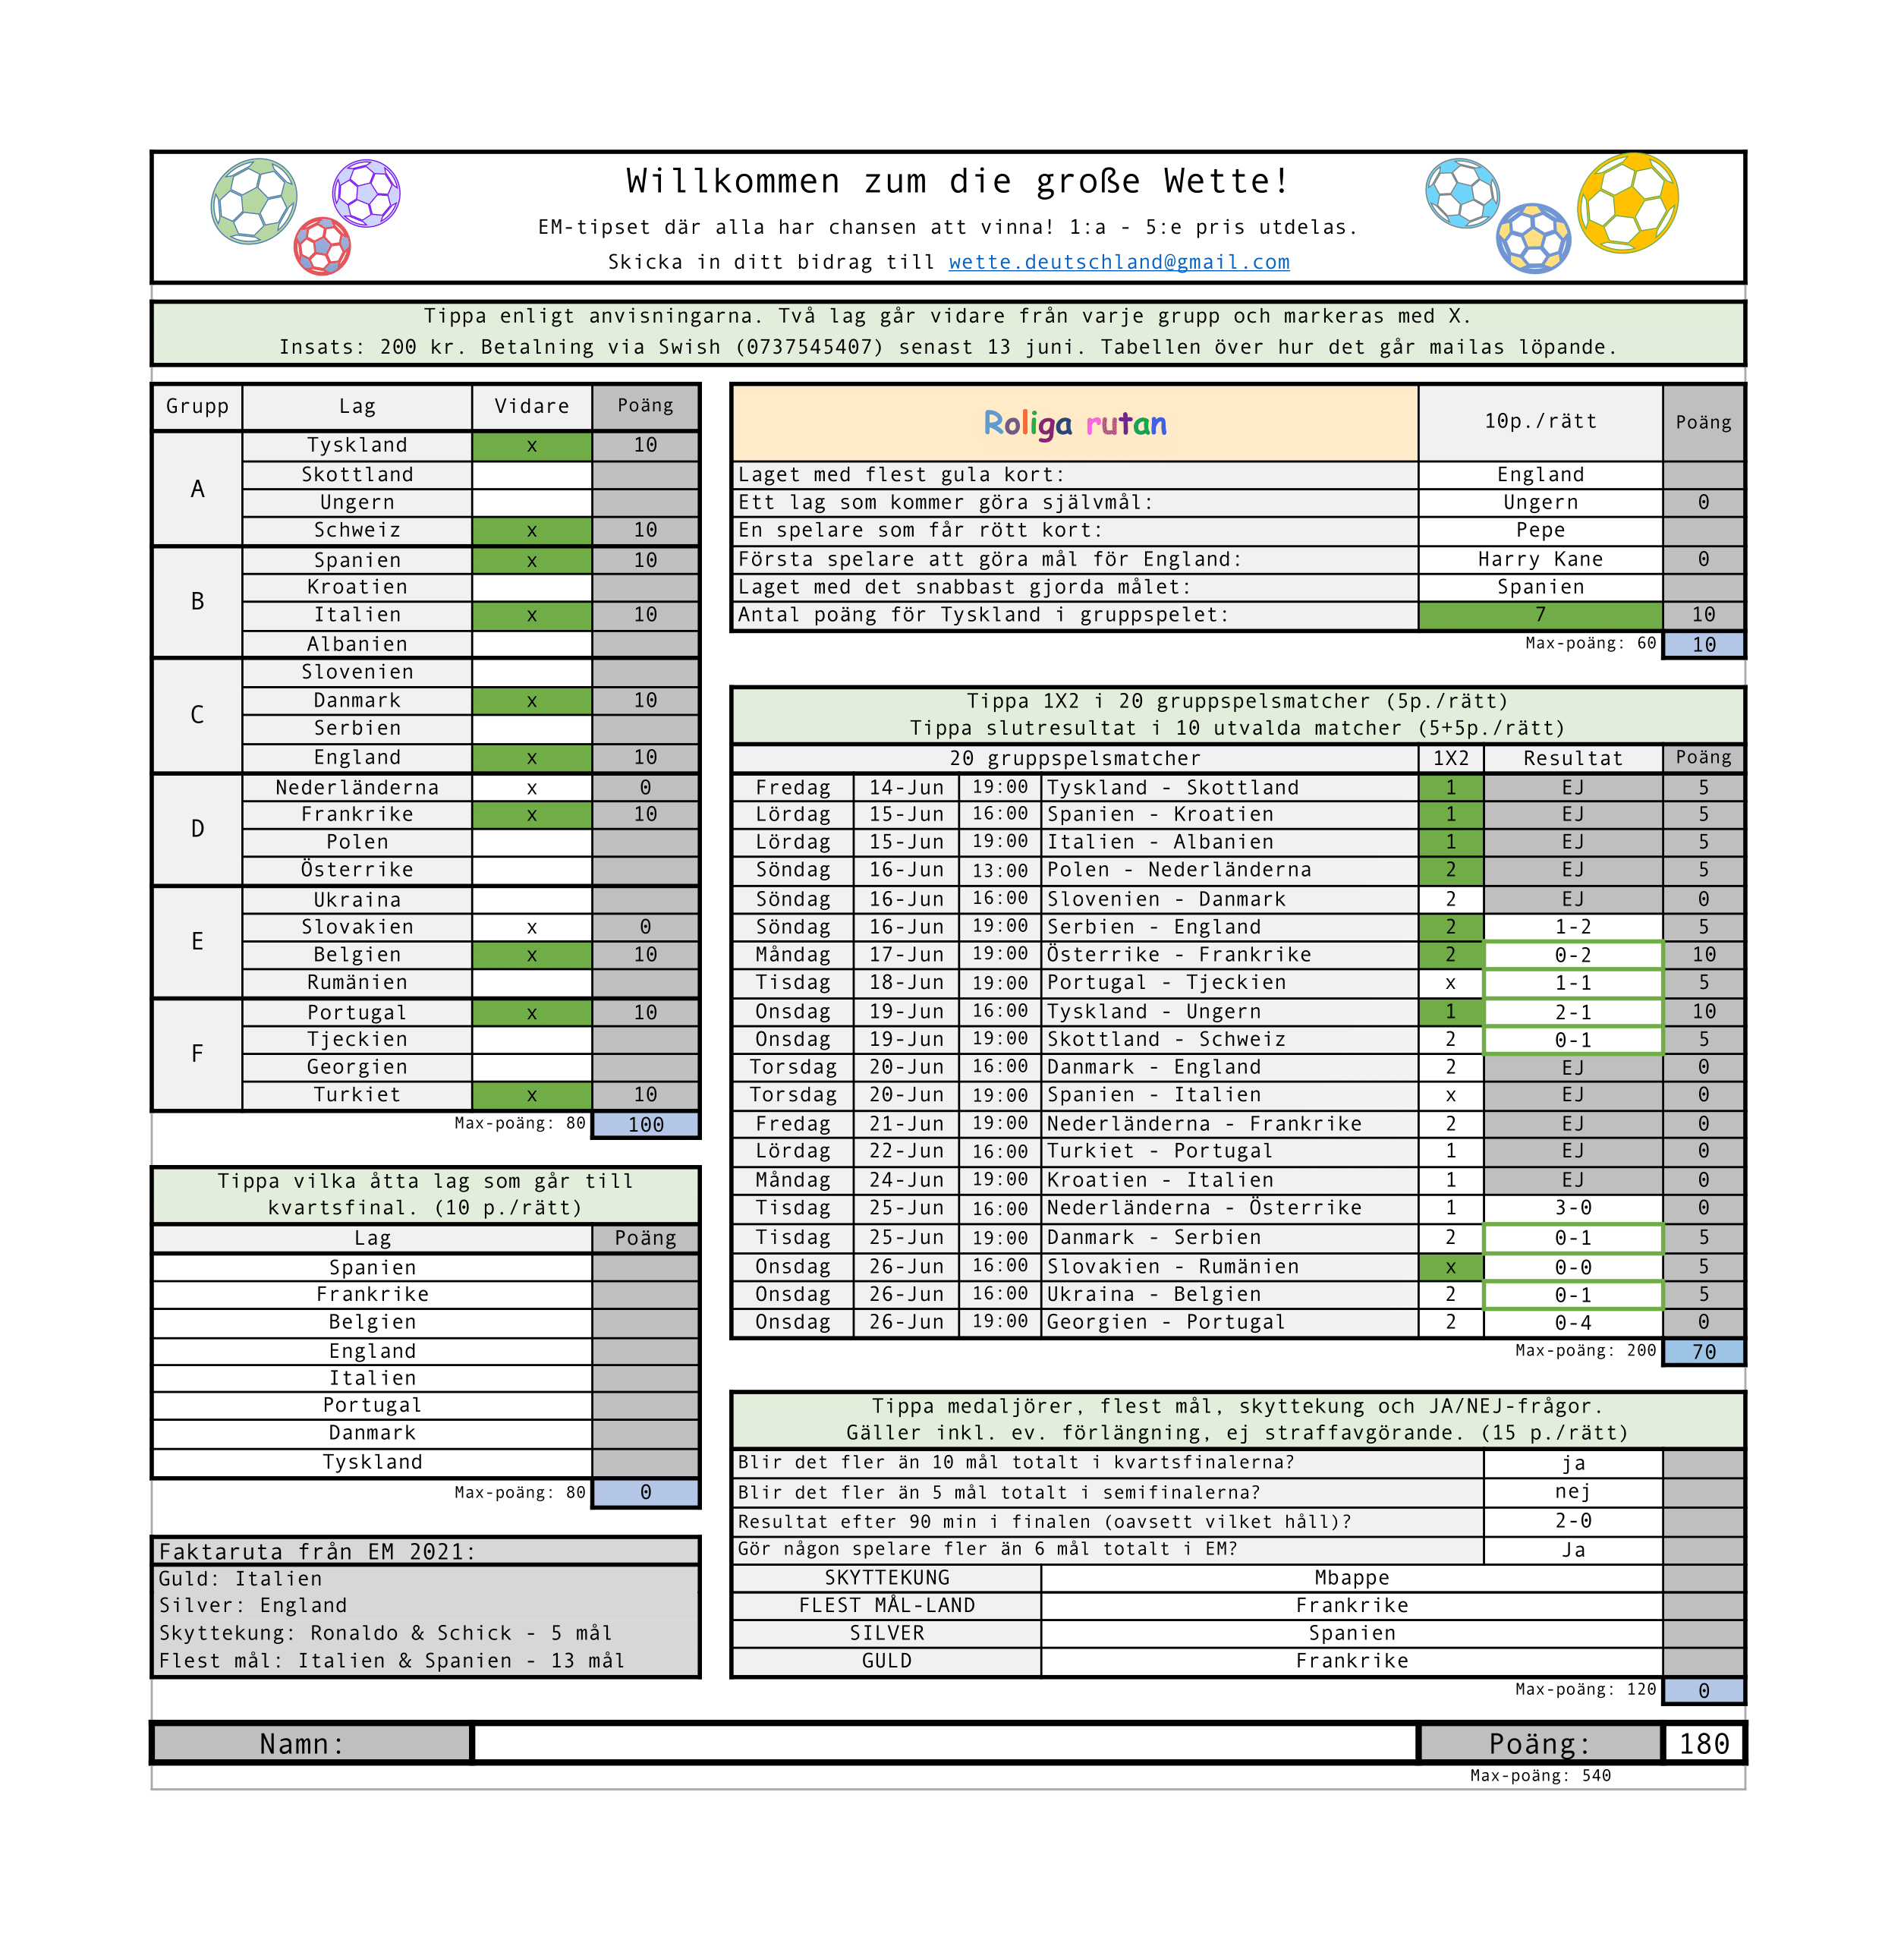 Willkommen zum die große Wette!
EM-tipset där alla har chansen att vinna! 1:a - 5:e pris utdelas.
Skicka in ditt bidrag till wette.deutschland@gmail.com
Tippa enligt anvisningarna. Två lag går vidare från varje grupp och markeras med X.
Insats: 200 kr. Betalning via Swish (0737545407) senast 13 juni. Tabellen över hur det går mailas löpande.
Grupp Lag Vidare Poäng
A
Tyskland x 10
Skottland
Ungern
Schweiz x 10
B
Spanien x 10
Kroatien
Italien x 10
Albanien
C
Slovenien
Danmark x 10
Serbien
England x 10
D
Nederländerna x 0
Frankrike x 10
Polen
Österrike
E
Ukraina
Slovakien x 0
Belgien x 10
Rumänien
F
Portugal x 10
Tjeckien
Georgien
Turkiet x 10
Max-poäng: 80 100
Tippa vilka åtta lag som går till
kvartsfinal. (10 p./rätt)
Lag Poäng
Spanien
Frankrike
Belgien
England
Italien
Portugal
Danmark
Tyskland
Max-poäng: 80 0
Faktaruta från EM 2021:
Guld: Italien
Silver: England
Skyttekung: Ronaldo & Schick - 5 mål
Flest mål: Italien & Spanien - 13 mål
Roliga rutan 10p./rätt Poäng
Laget med flest gula kort: England
Ett lag som kommer göra självmål: Ungern 0
En spelare som får rött kort: Pepe
Första spelare att göra mål för England: Harry Kane 0
Laget med det snabbast gjorda målet: Spanien
Antal poäng för Tyskland i gruppspelet: 7 10
Max-poäng: 60 10
Tippa 1X2 i 20 gruppspelsmatcher (5p./rätt)
Tippa slutresultat i 10 utvalda matcher (5+5p./rätt)
20 gruppspelsmatcher 1X2 Resultat Poäng
Fredag 14-Jun 19:00 Tyskland - Skottland 1 EJ 5
Lördag 15-Jun 16:00 Spanien - Kroatien 1 EJ 5
Lördag 15-Jun 19:00 Italien - Albanien 1 EJ 5
Söndag 16-Jun 13:00 Polen - Nederländerna 2 EJ 5
Söndag 16-Jun 16:00 Slovenien - Danmark 2 EJ 0
Söndag 16-Jun 19:00 Serbien - England 2 1-2 5
Måndag 17-Jun 19:00 Österrike - Frankrike 2 0-2 10
Tisdag 18-Jun 19:00 Portugal - Tjeckien x 1-1 5
Onsdag 19-Jun 16:00 Tyskland - Ungern 1 2-1 10
Onsdag 19-Jun 19:00 Skottland - Schweiz 2 0-1 5
Torsdag 20-Jun 16:00 Danmark - England 2 EJ 0
Torsdag 20-Jun 19:00 Spanien - Italien x EJ 0
Fredag 21-Jun 19:00 Nederländerna - Frankrike 2 EJ 0
Lördag 22-Jun 16:00 Turkiet - Portugal 1 EJ 0
Måndag 24-Jun 19:00 Kroatien - Italien 1 EJ 0
Tisdag 25-Jun 16:00 Nederländerna - Österrike 1 3-0 0
Tisdag 25-Jun 19:00 Danmark - Serbien 2 0-1 5
Onsdag 26-Jun 16:00 Slovakien - Rumänien x 0-0 5
Onsdag 26-Jun 16:00 Ukraina - Belgien 2 0-1 5
Onsdag 26-Jun 19:00 Georgien - Portugal 2 0-4 0
Max-poäng: 200 70
Tippa medaljörer, flest mål, skyttekung och JA/NEJ-frågor.
Gäller inkl. ev. förlängning, ej straffavgörande. (15 p./rätt)
Blir det fler än 10 mål totalt i kvartsfinalerna? ja
Blir det fler än 5 mål totalt i semifinalerna? nej
Resultat efter 90 min i finalen (oavsett vilket håll)? 2-0
Gör någon spelare fler än 6 mål totalt i EM? Ja
SKYTTEKUNG Mbappe
FLEST MÅL-LAND Frankrike
SILVER Spanien
GULD Frankrike
Max-poäng: 120 0
Namn: Poäng: 180
Max-poäng: 540